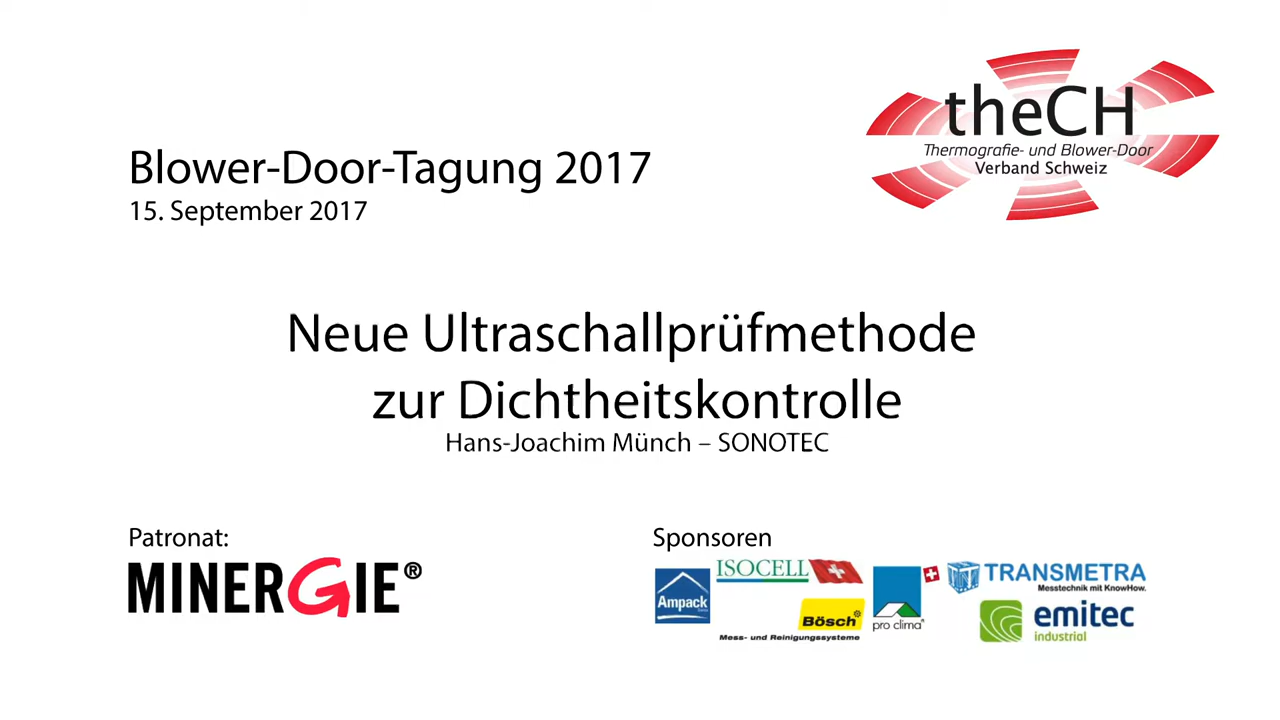 theCH
Thermografie- und Blower-Door
Verband Schweiz
Blower-Door-Tagung 2017
15. September 2017
Neue Ultraschallprüfmethode
zur Dichtheitskontrolle
Hans-Joachim Münch – SONOTEC
Patronat:
MINERGIE®
Sponsoren
Ampack
ISOCELL
Bösch
Mess- und Reinigungssysteme
pro clima
TRANSMETRA
Messtechnik mit KnowHow.
emitec
industrial